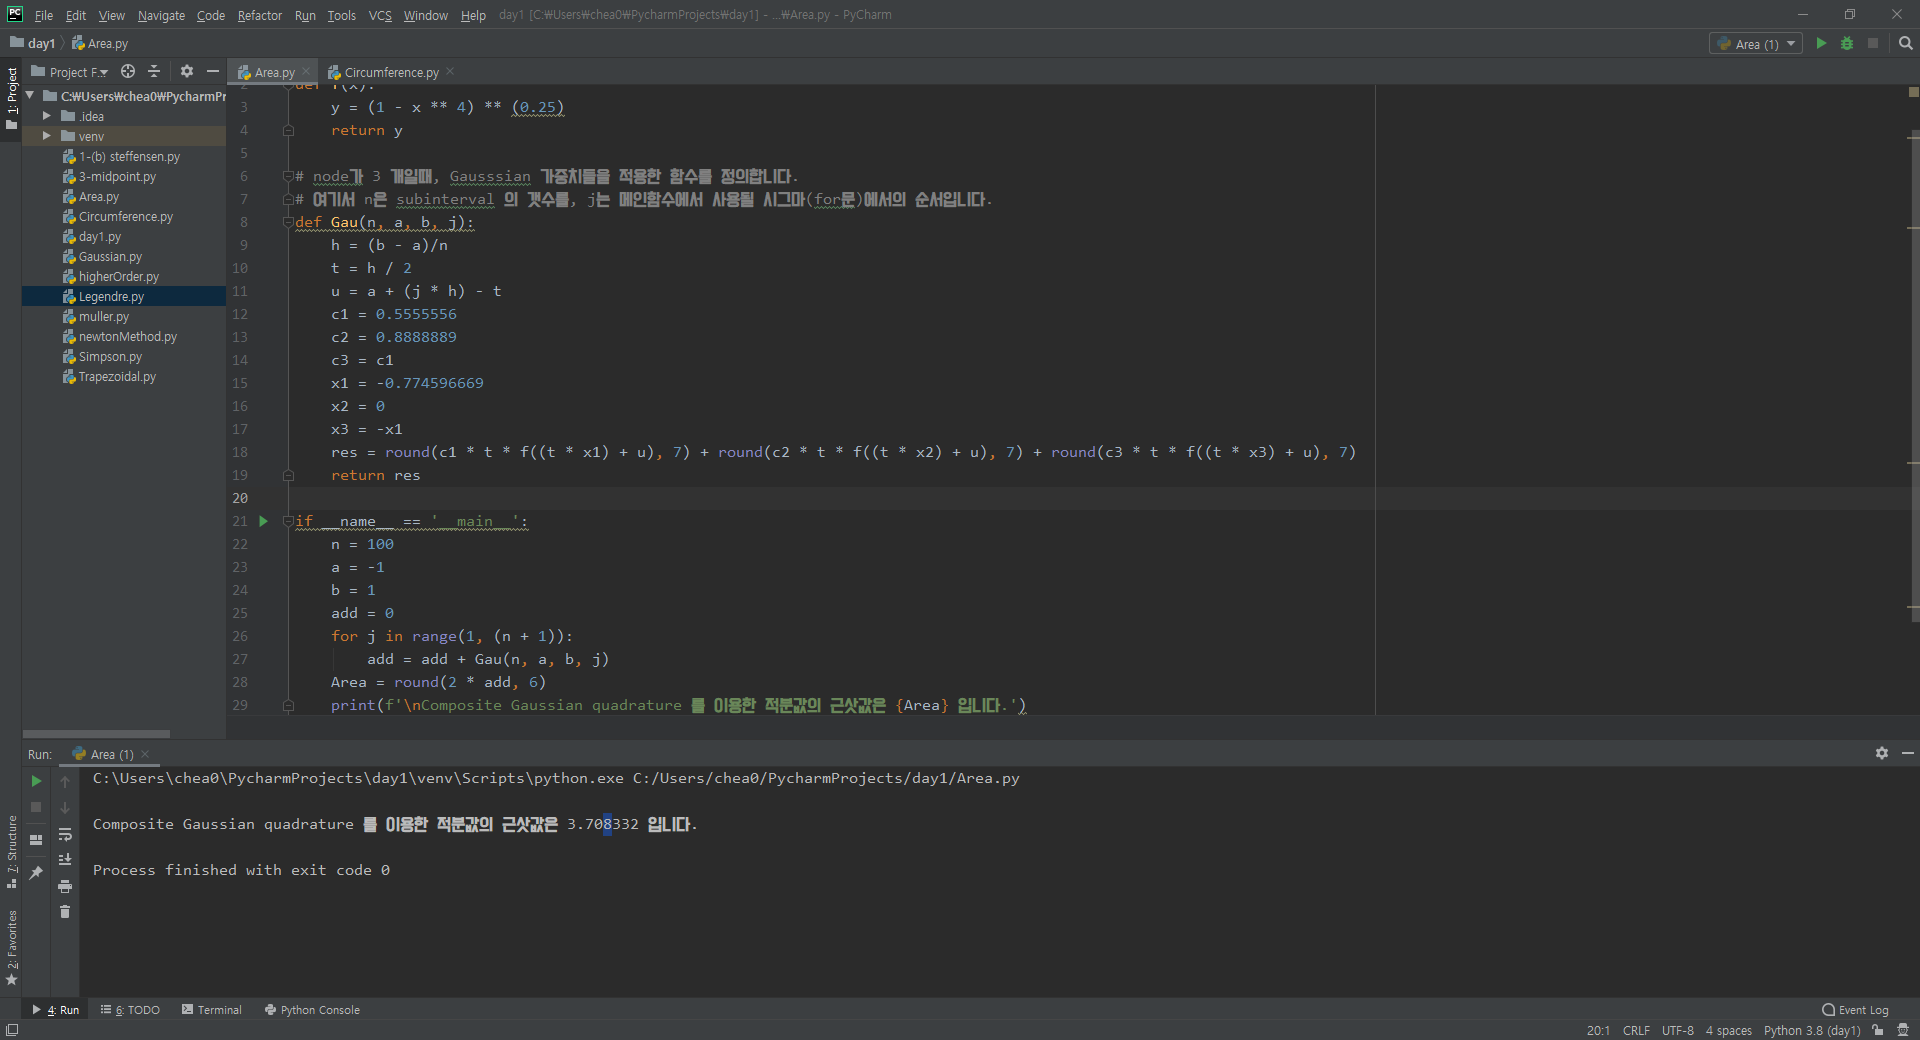 PC File Edit View Navigate Code Refactor Run Tools VCS Window Help day1 [C:\Users\chea0\PycharmProjects\day1] - ...\Area.py - PyCharm
day1 Area.py
Area (1)
Project F...
Area.py
Circumference.py
1: Project
C:\Users\chea0\PycharmPr
.idea
venv
1-(b) steffensen.py
3-midpoint.py
Area.py
Circumference.py
day1.py
Gaussian.py
higherOrder.py
Legendre.py
muller.py
newtonMethod.py
Simpson.py
Trapezoidal.py
2 def f(x):
3 y = (1 - x ** 4) ** (0.25)
4 return y
5
6 # node가 3 개일때, Gausssian 가중치들을 적용한 함수를 정의합니다.
7 # 여기서 n은 subinterval 의 갯수를, j는 메인함수에서 사용될 시그마(for문)에서의 순서입니다.
8 def Gau(n, a, b, j):
9 h = (b - a)/n
10 t = h / 2
11 u = a + (j * h) - t
12 c1 = 0.5555556
13 c2 = 0.8888889
14 c3 = c1
15 x1 = -0.774596669
16 x2 = 0
17 x3 = -x1
18 res = round(c1 * t * f((t * x1) + u), 7) + round(c2 * t * f((t * x2) + u), 7) + round(c3 * t * f((t * x3) + u), 7)
19 return res
20
21 if __name__ == '__main__':
22 n = 100
23 a = -1
24 b = 1
25 add = 0
26 for j in range(1, (n + 1)):
27 add = add + Gau(n, a, b, j)
28 Area = round(2 * add, 6)
29 print(f'\nComposite Gaussian quadrature 를 이용한 적분값의 근삿값은 {Area} 입니다.')
Run: Area (1)
C:\Users\chea0\PycharmProjects\day1\venv\Scripts\python.exe C:/Users/chea0/PycharmProjects/day1/Area.py
Composite Gaussian quadrature 를 이용한 적분값의 근삿값은 3.708332 입니다.
Process finished with exit code 0
7: Structure
2: Favorites
4: Run 6: TODO Terminal Python Console Event Log
20:1 CRLF UTF-8 4 spaces Python 3.8 (day1)